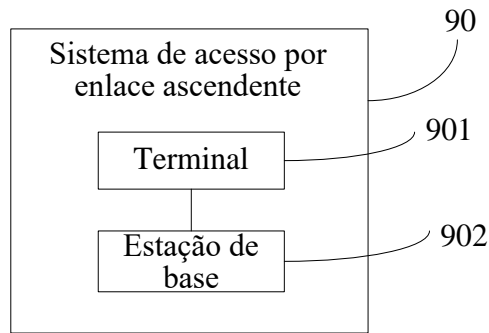 90
Sistema de acesso por
enlace ascendente
Terminal
901
Estação de
base
902